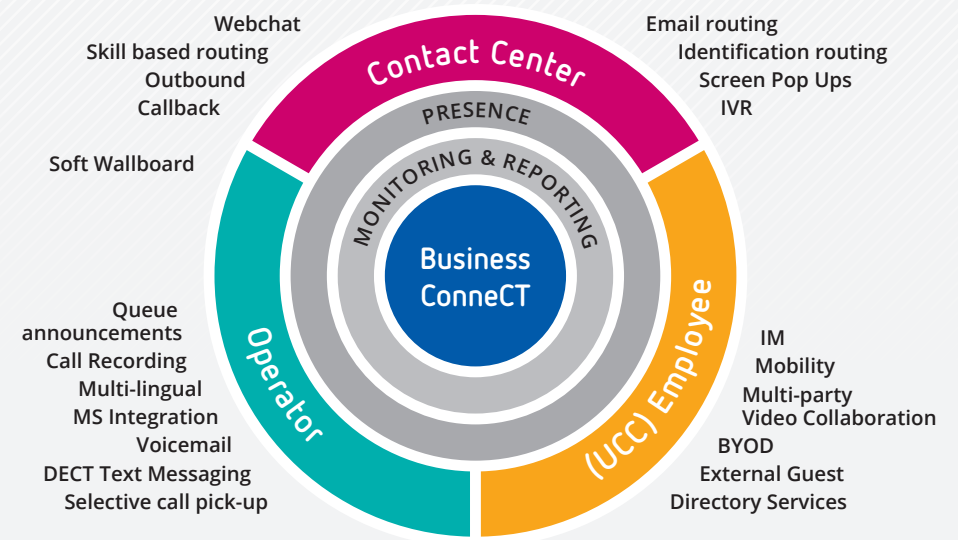 Webchat
Skill based routing
Outbound
Callback
Soft Wallboard
Email routing
Identification routing
Screen Pop Ups
IVR
Contact Center
PRESENCE
MONITORING & REPORTING
Business
ConneCT
Operator
(UCC) Employee
Queue
announcements
Call Recording
Multi-lingual
MS Integration
Voicemail
DECT Text Messaging
Selective call pick-up
IM
Mobility
Multi-party
Video Collaboration
BYOD
External Guest
Directory Services